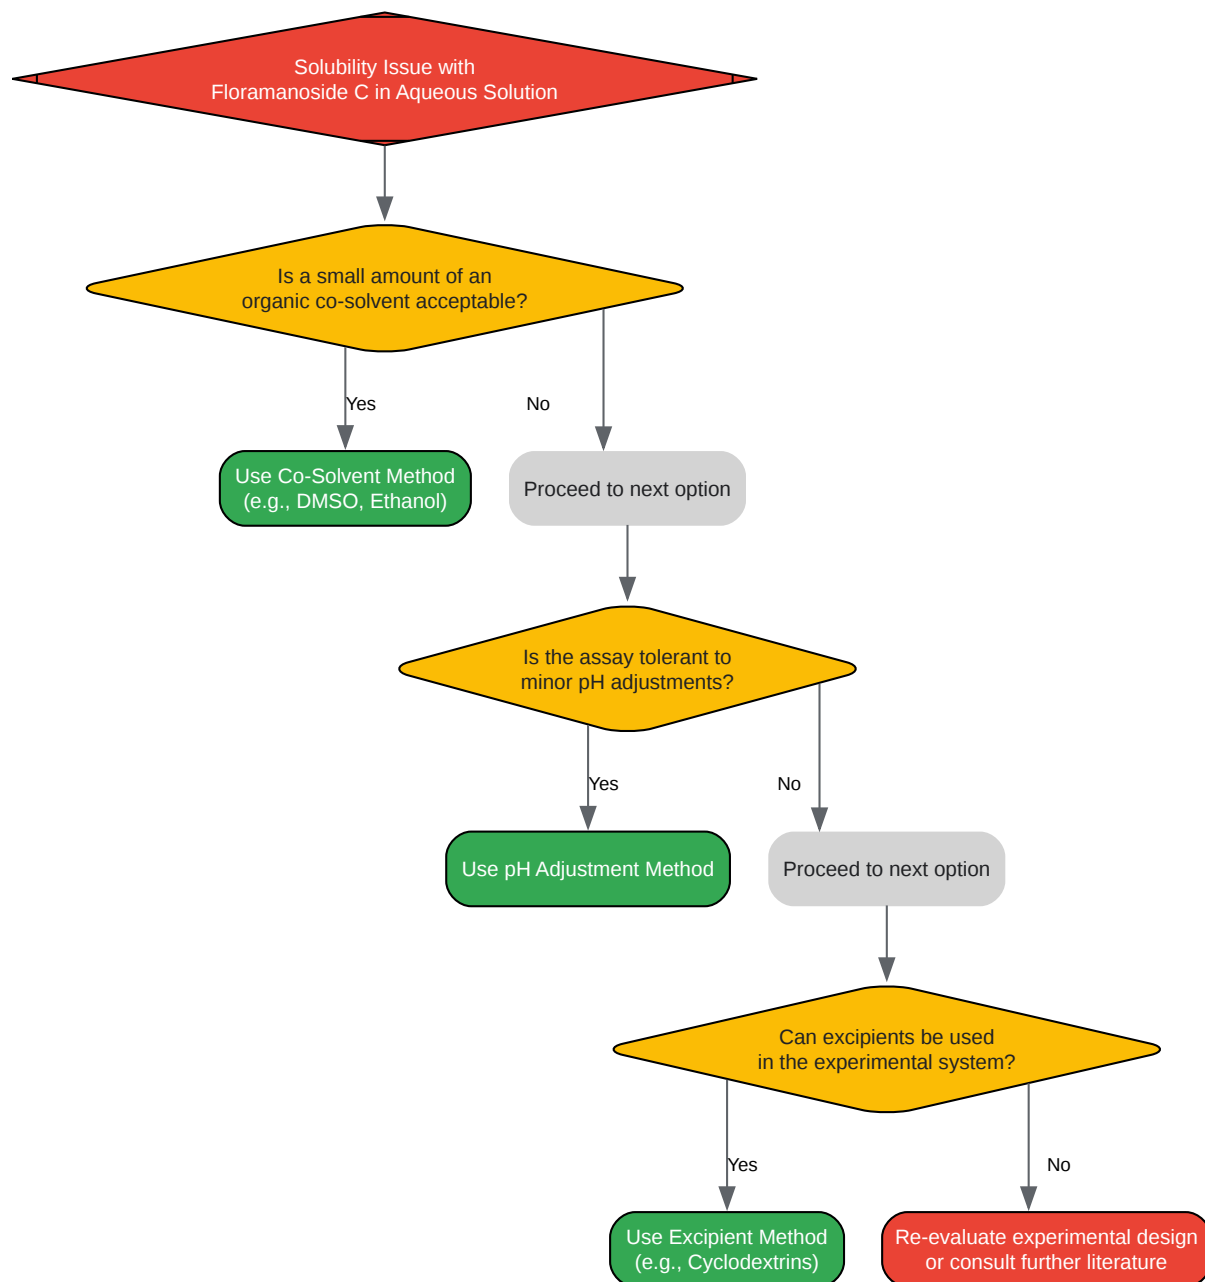 Solubility Issue with
Floramanoside C in Aqueous Solution
Is a small amount of an
organic co-solvent acceptable?
Yes
No
Use Co-Solvent Method
(e.g., DMSO, Ethanol)
Proceed to next option
Is the assay tolerant to
minor pH adjustments?
Yes
No
Use pH Adjustment Method
Proceed to next option
Can excipients be used
in the experimental system?
Yes
No
Use Excipient Method
(e.g., Cyclodextrins)
Re-evaluate experimental design
or consult further literature